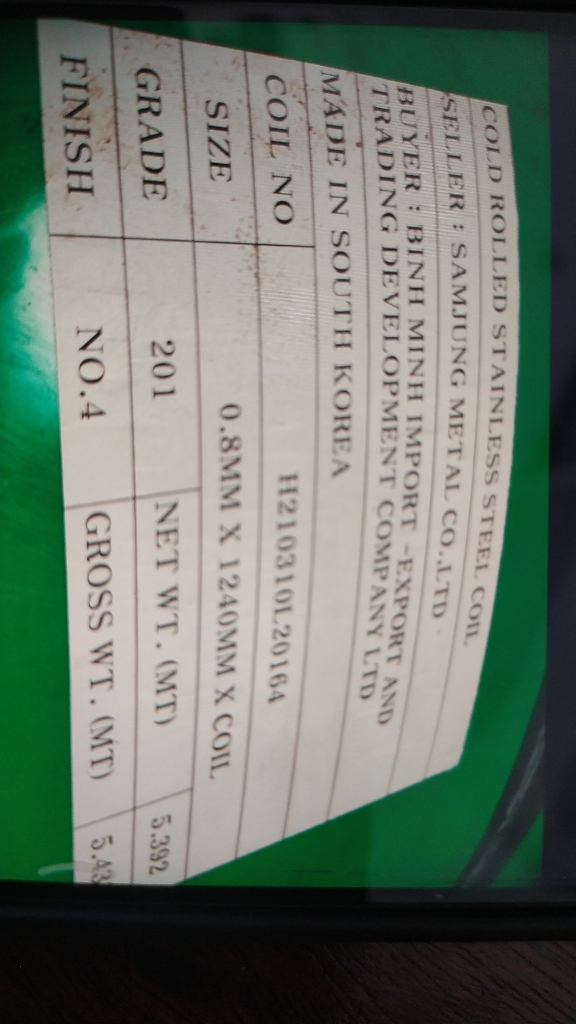 COLD ROLLED STAINLESS STEEL COIL
SELLER : SAMJUNG METAL CO.,LTD
BUYER : BINH MINH IMPORT -EXPORT AND
TRADING DEVELOPMENT COMPANY LTD
MADE IN SOUTH KOREA
COIL NO H210310L20164
SIZE 0.8MM X 1240MM X COIL
GRADE 201 NET WT. (MT) 5.392
FINISH NO.4 GROSS WT. (MT)